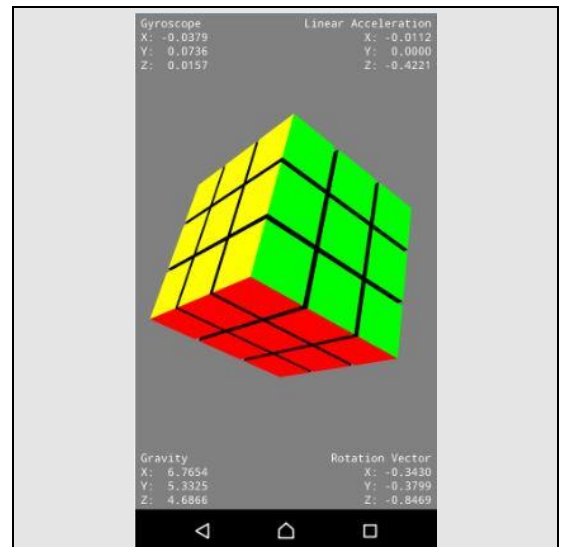 Gyroscope
X: -0.0379
Y:  0.0736
Z:  0.0157
Linear Acceleration
X: -0.0112
Y:  0.0000
Z: -0.4221
Gravity
X:  6.7654
Y:  5.3325
Z:  4.6866
Rotation Vector
X: -0.3430
Y: -0.3799
Z: -0.8469